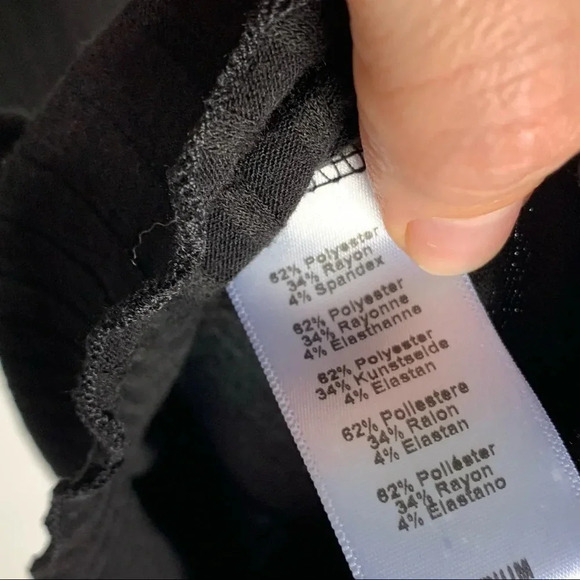 62% Polyester
34% Rayon
4% Spandex
62% Polyester
34% Rayonne
4% Élasthanne
62% Polyester
34% Kunstseide
4% Elastan
62% Poliestere
34% Raion
4% Elastan
62% Poliéster
34% Rayon
4% Elastano